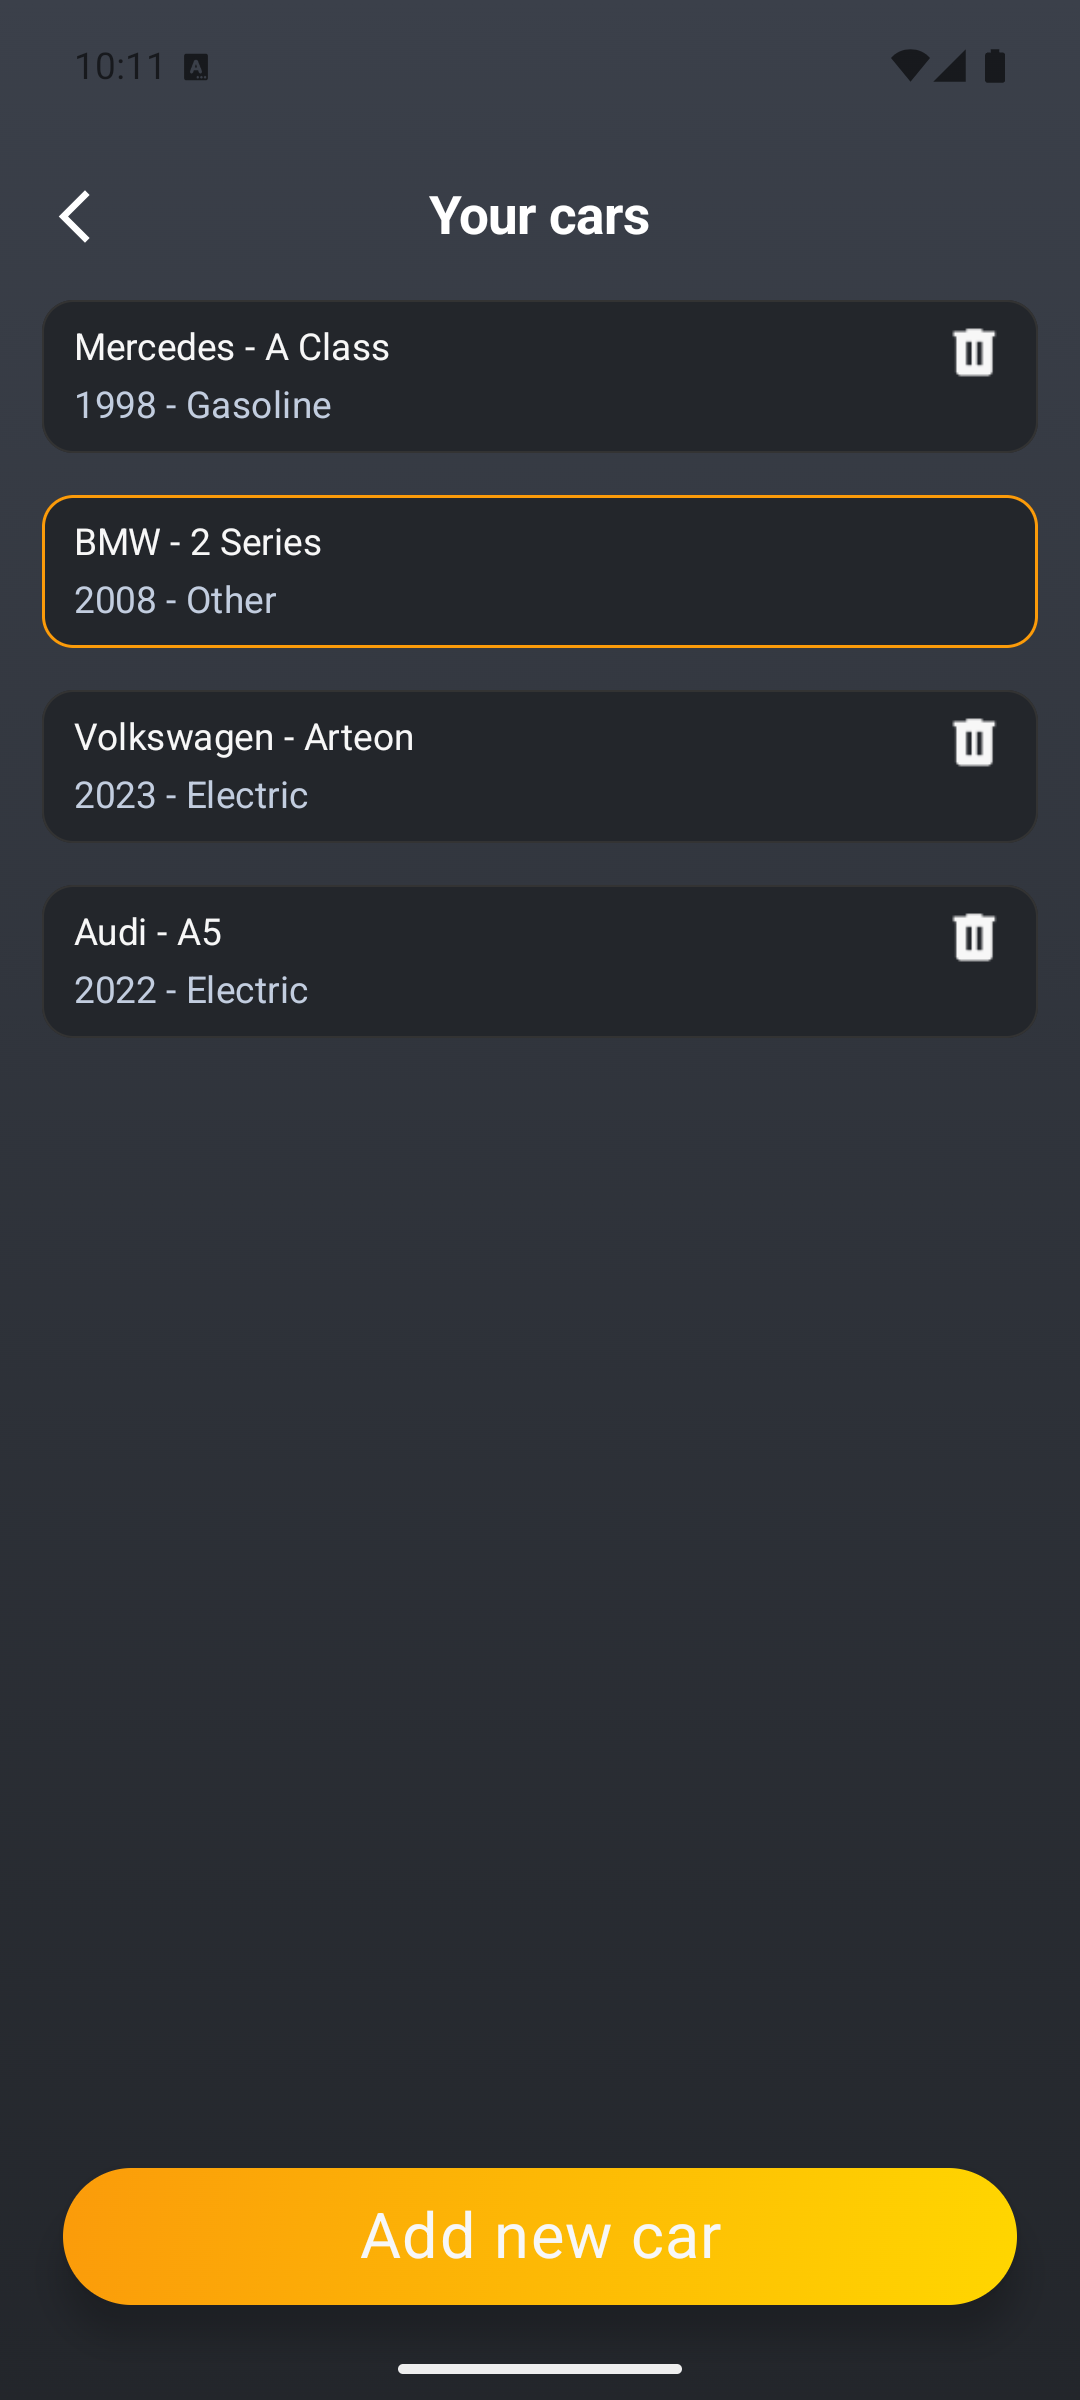 10:11
Your cars
Mercedes - A Class
1998 - Gasoline
BMW - 2 Series
2008 - Other
Volkswagen - Arteon
2023 - Electric
Audi - A5
2022 - Electric
Add new car